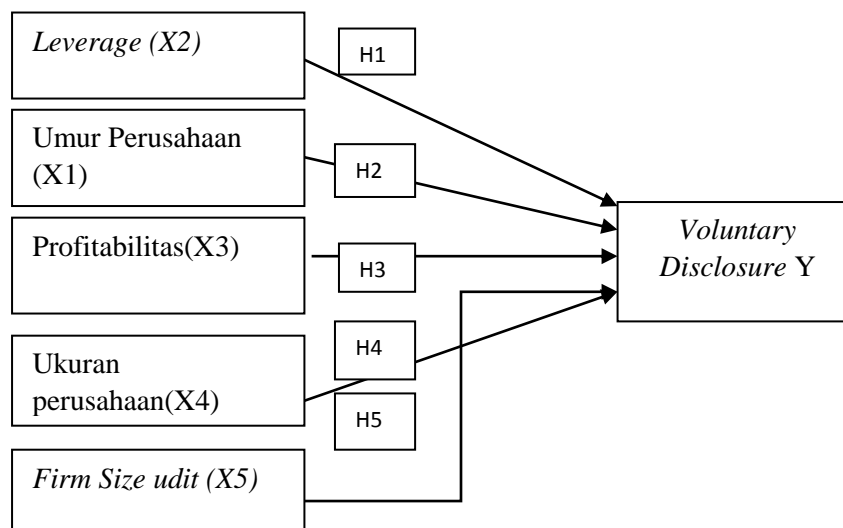 Leverage (X2)
H1
Umur Perusahaan
(X1)
H2
Profitabilitas(X3)
H3
Voluntary
Disclosure Y
Ukuran
perusahaan(X4)
H4
H5
Firm Size udit (X5)